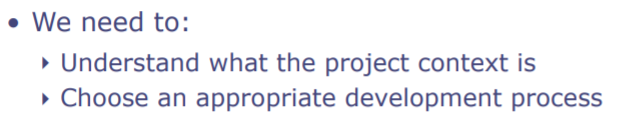 • We need to:
‣ Understand what the project context is
‣ Choose an appropriate development process